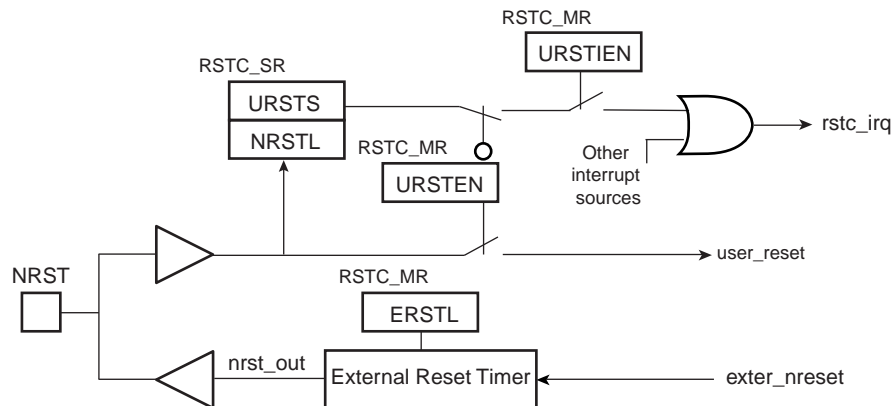 RSTC_MR
URSTIEN
RSTC_SR
URSTS
NRSTL
RSTC_MR
URSTEN
rstc_irq
Other
interrupt
sources
NRST
user_reset
RSTC_MR
ERSTL
nrst_out
External Reset Timer
exter_nreset